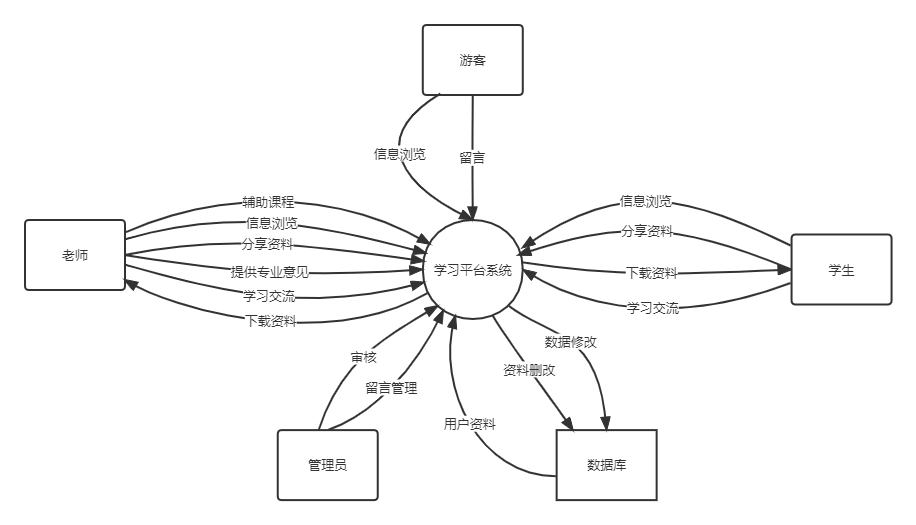 游客
信息浏览
留言
辅助课程
信息浏览
分享资料
提供专业意见
学习交流
下载资料
老师
学习平台系统
信息浏览
分享资料
下载资料
学习交流
学生
审核
留言管理
数据修改
资料删改
用户资料
管理员
数据库